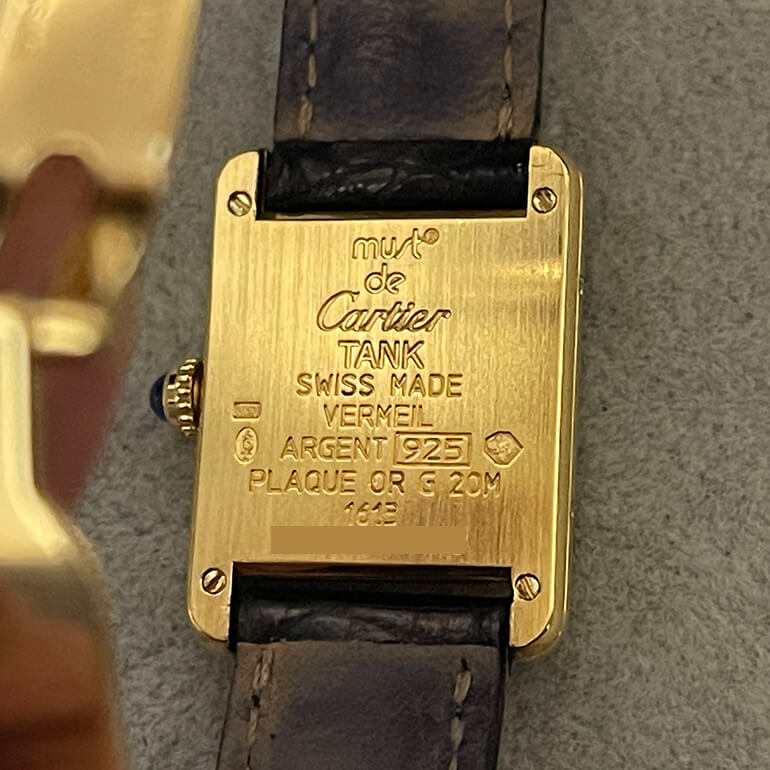 must
de
Cartier
TANK
SWISS MADE
VERMEIL
ARGENT 925
PLAQUE OR G 20M
1613